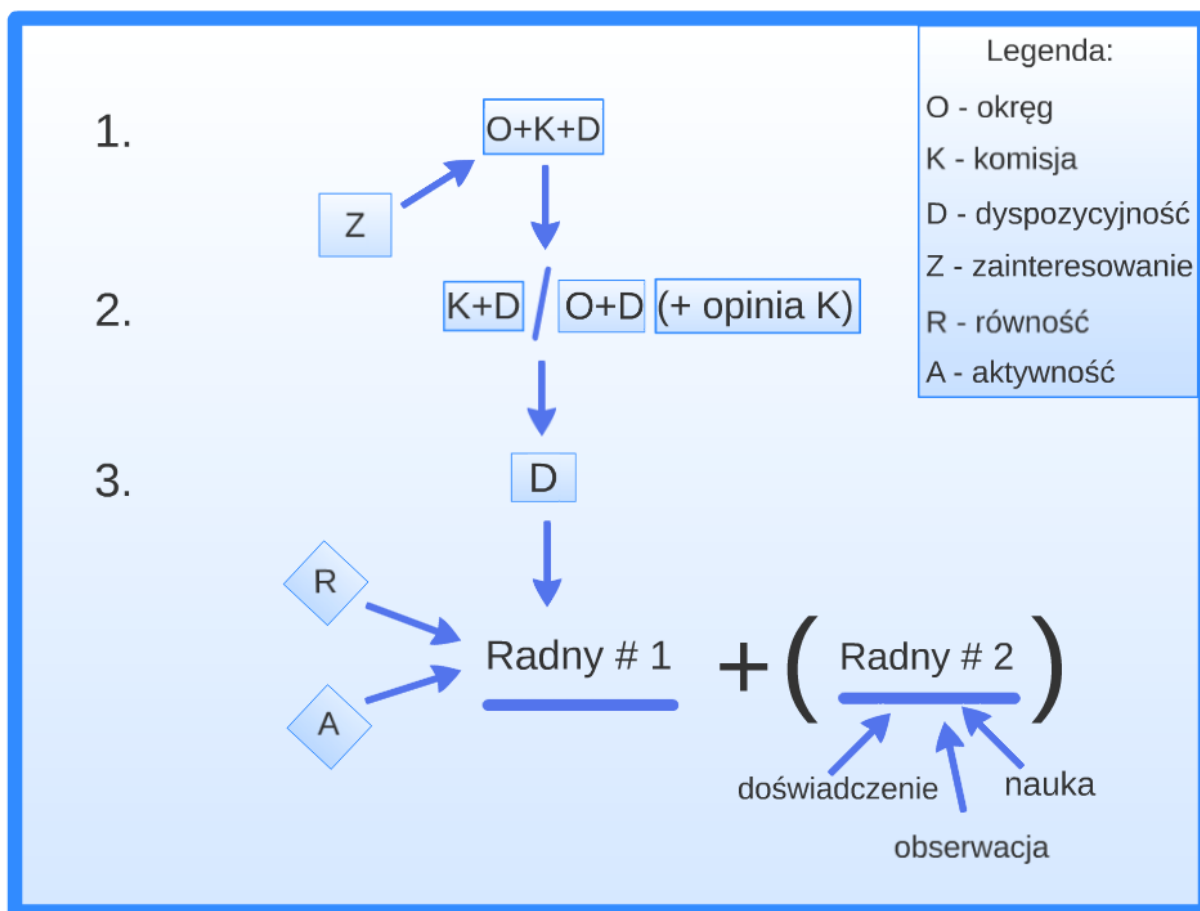 Legenda:
O - okręg
K - komisja
D - dyspozycyjność
Z - zainteresowanie
R - równość
A - aktywność
1.
O+K+D
Z
2.
K+D / O+D (+ opinia K)
3.
D
R
A
Radny # 1 + ( Radny # 2 )
doświadczenie
nauka
obserwacja